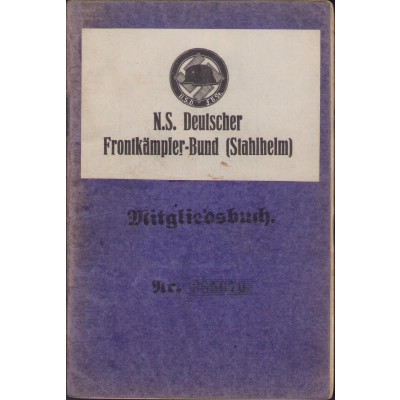 N.S. Deutscher
Frontkämpfer-Bund (Stahlhelm)
Mitgliedsbuch.
Nr.